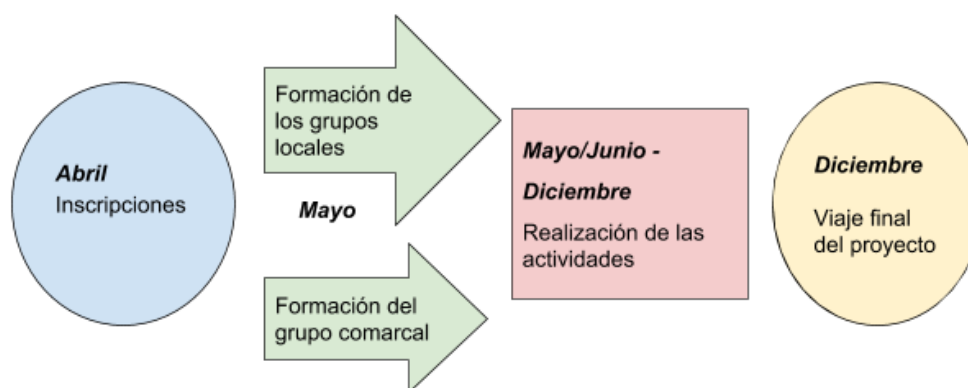 Abril
Inscripciones
Formación de
los grupos
locales
Mayo
Formación del
grupo comarcal
Mayo/Junio -
Diciembre
Realización de las
actividades
Diciembre
Viaje final
del proyecto